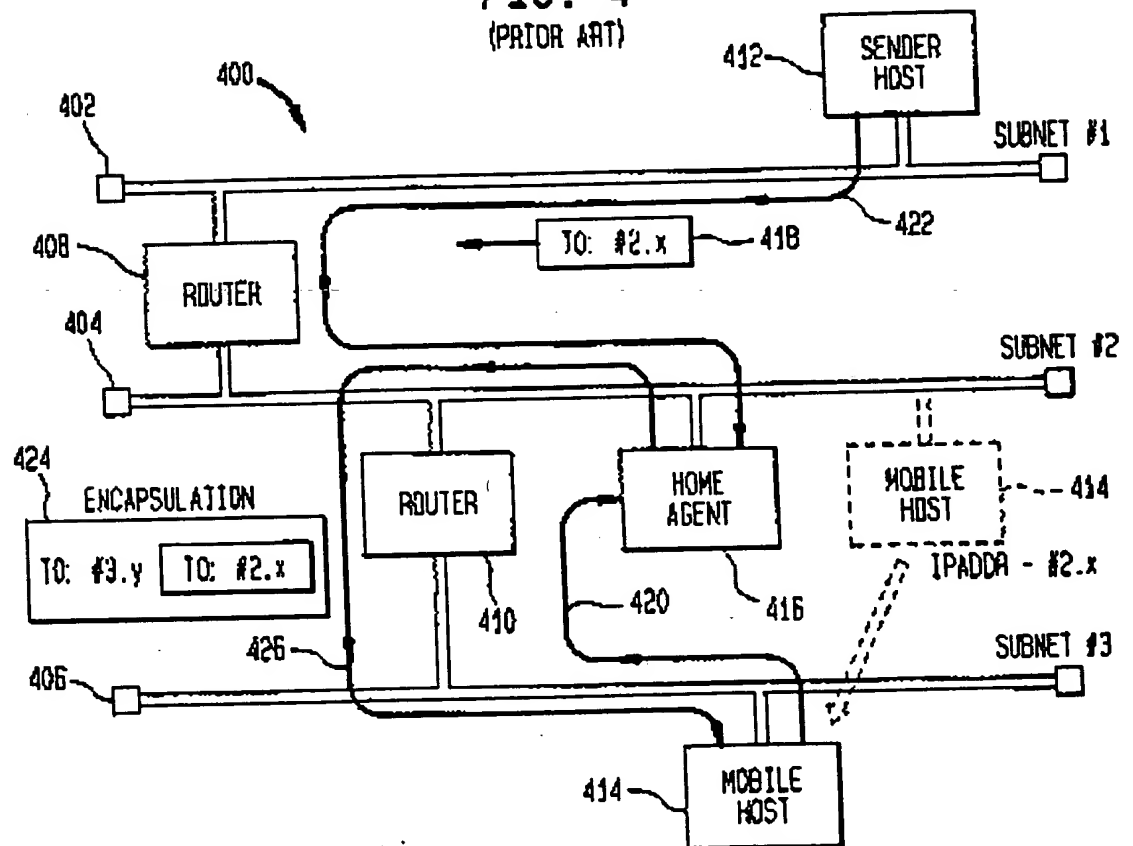 FIG. 4
(PRIOR ART)
400
412
SENDER
HOST
402
SUBNET #1
422
TO: #2.x
418
408
ROUTER
404
SUBNET #2
424
ENCAPSULATION
TO: #3.y
TO: #2.x
ROUTER
410
HOME
AGENT
416
MOBILE
HOST
414
IPADDR - #2.x
420
426
406
SUBNET #3
414
MOBILE
HOST